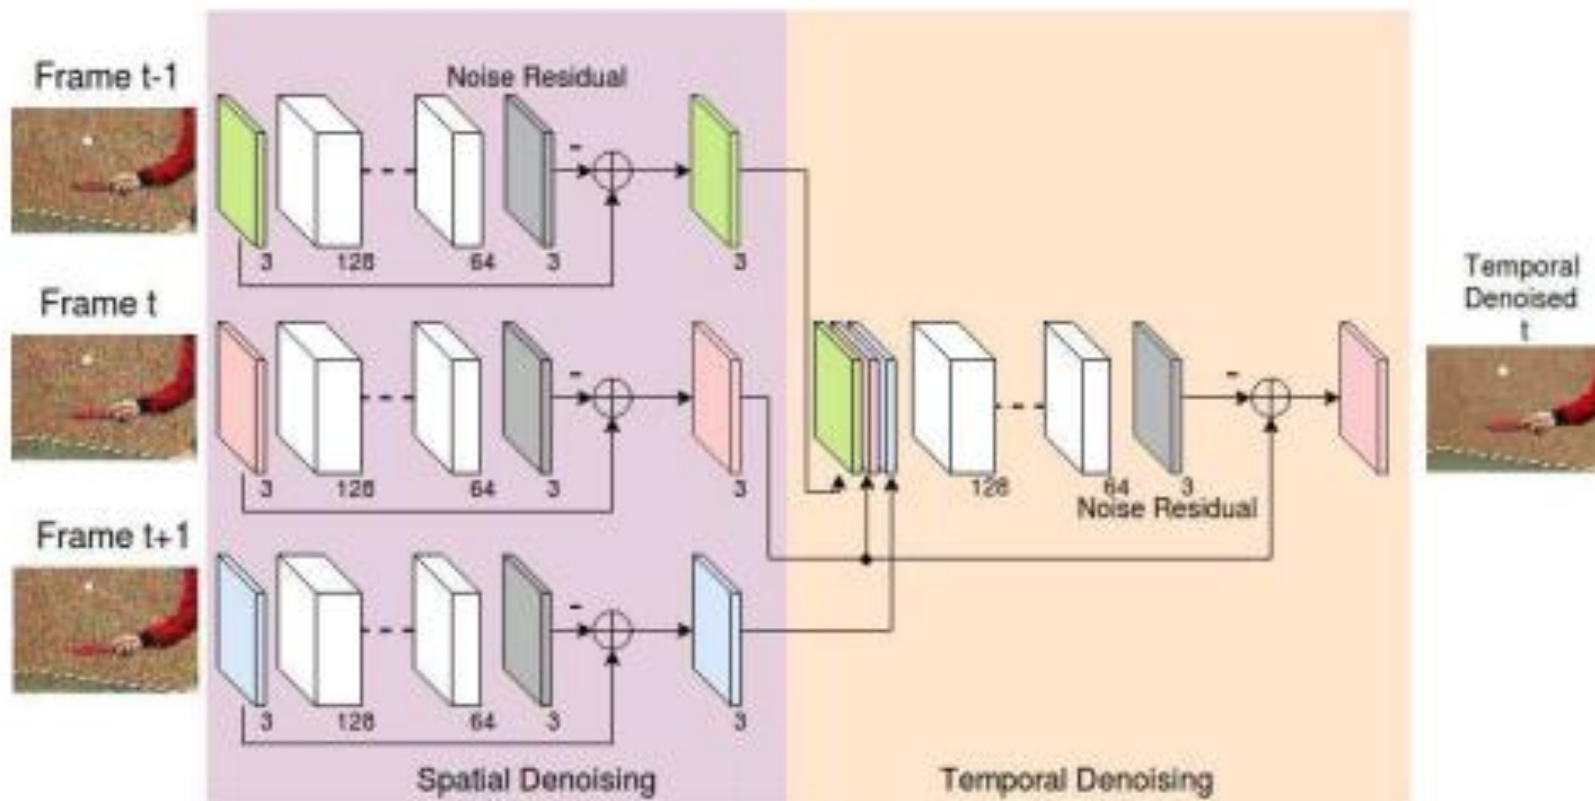 Frame t-1
Noise Residual
3 128 64 3 3
Frame t
3 128 64 3 3
Frame t+1
3 128 64 3 3
Spatial Denoising
128 64 3
Noise Residual
Temporal Denoising
Temporal
Denoised
t